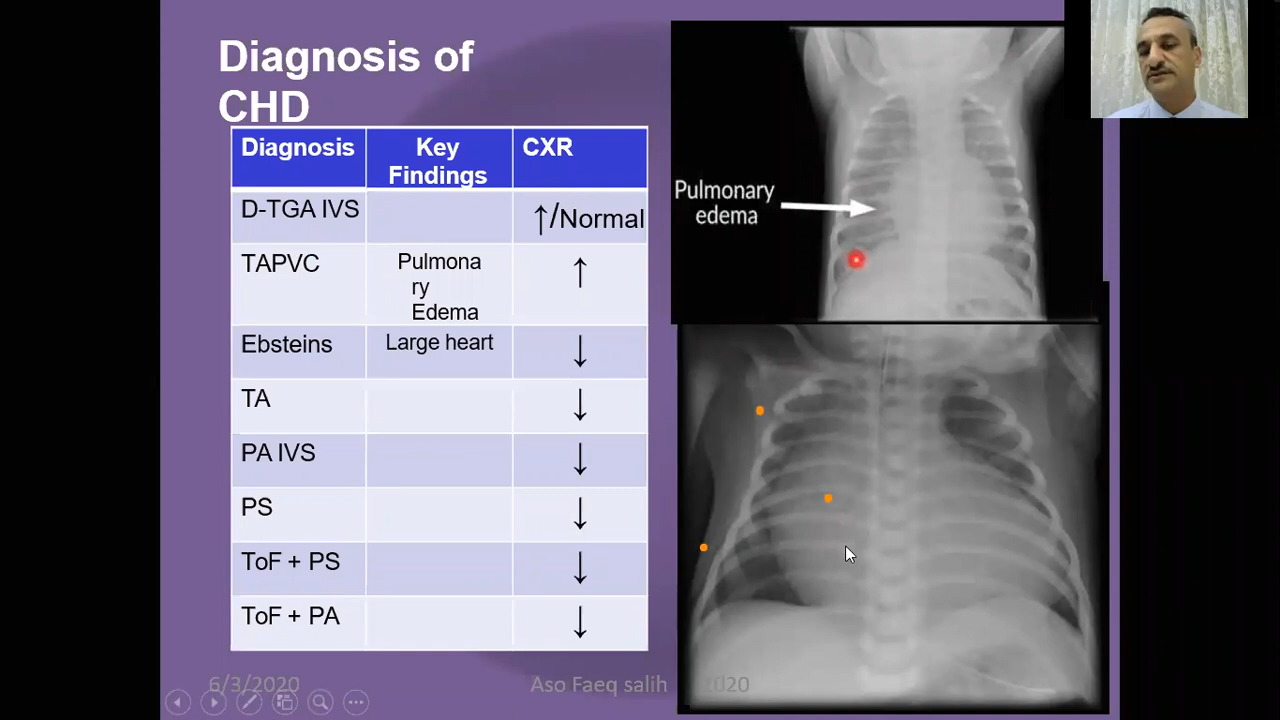 Diagnosis of
CHD
Diagnosis
Key
Findings
CXR
D-TGA IVS
↑/Normal
TAPVC
Pulmona
ry
Edema
↑
Ebsteins
Large heart
↓
TA
↓
PA IVS
↓
PS
↓
ToF + PS
↓
ToF + PA
↓
Pulmonary
edema
6/3/2020
Aso Faeq salih
2020